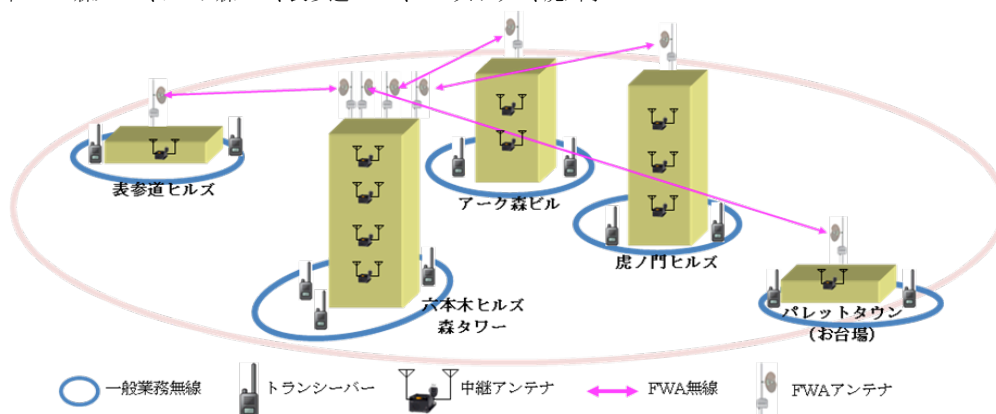 表参道ヒルズ
アーク森ビル
虎ノ門ヒルズ
六本木ヒルズ
森タワー
パレットタウン
（お台場）
一般業務無線
トランシーバー
中継アンテナ
FWA無線
FWAアンテナ